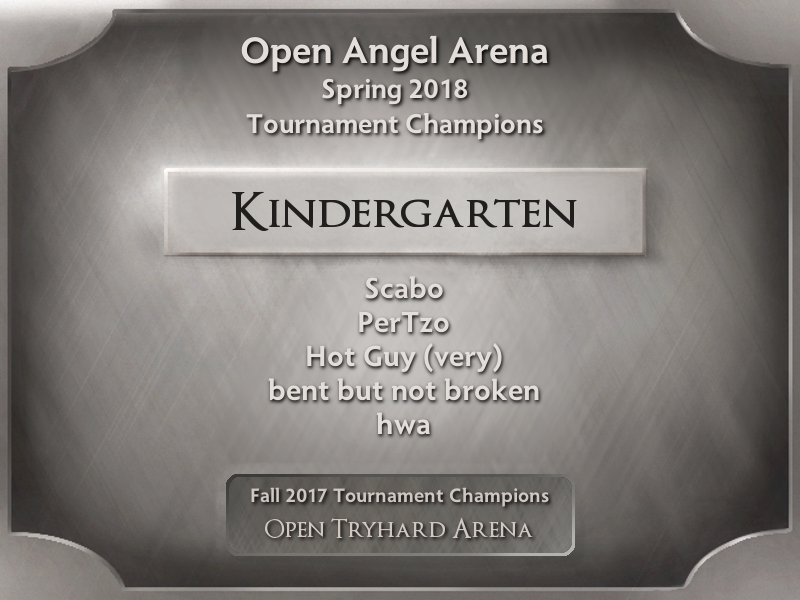 Open Angel Arena
Spring 2018
Tournament Champions
Kindergarten
Scabo
PerTzo
Hot Guy (very)
bent but not broken
hwa
Fall 2017 Tournament Champions
Open Tryhard Arena